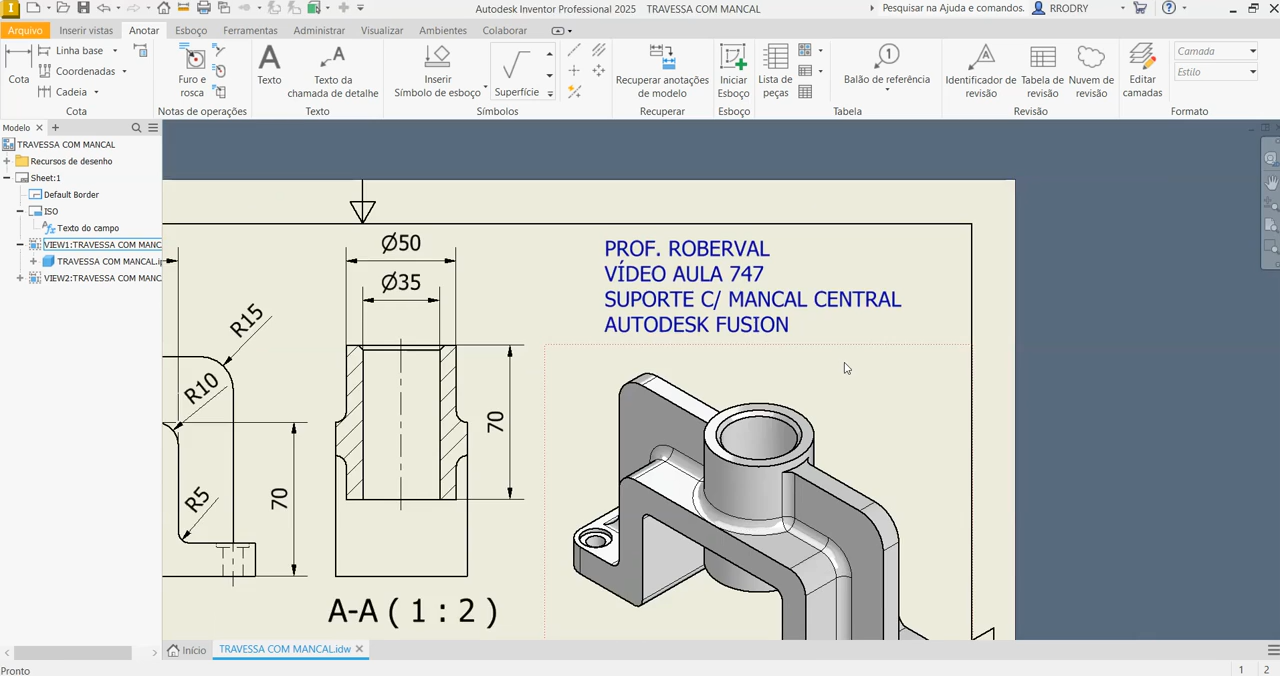 Autodesk Inventor Professional 2023 TRAVESSA COM MANCAL
Pesquisar na Ajuda e comandos.
RRODRY
Arquivo Inserir vistas Anotar Esboço Ferramentas Administrar Visualizar Ambientes Colaborar
Cota
Linha base
Coordenadas
Cadeia
Cota
Furo e
rosca
Notas de operações
Texto
Texto da
chamada de detalhe
Texto
Inserir
Símbolo de esboço
Superfície
Símbolos
Recuperar anotações
de modelo
Recuperar
Iniciar
Esboço
Esboço
Lista de
peças
Balão de referência
Tabela
Identificador de
revisão
Tabela de
revisão
Nuvem de
revisão
Revisão
Editar
camadas
Camada
Estilo
Formato
Modelo
TRAVESSA COM MANCAL
Recursos de desenho
Sheet:1
Default Border
ISO
Texto do campo
VIEW1:TRAVESSA COM MANCA
TRAVESSA COM MANCAL.i
VIEW2:TRAVESSA COM MANCA
R15
R10
R5
70
Ø50
Ø35
70
A-A ( 1 : 2 )
PROF. ROBERVAL
VÍDEO AULA 747
SUPORTE C/ MANCAL CENTRAL
AUTODESK FUSION
Início
TRAVESSA COM MANCAL.idw
Pronto
1 2